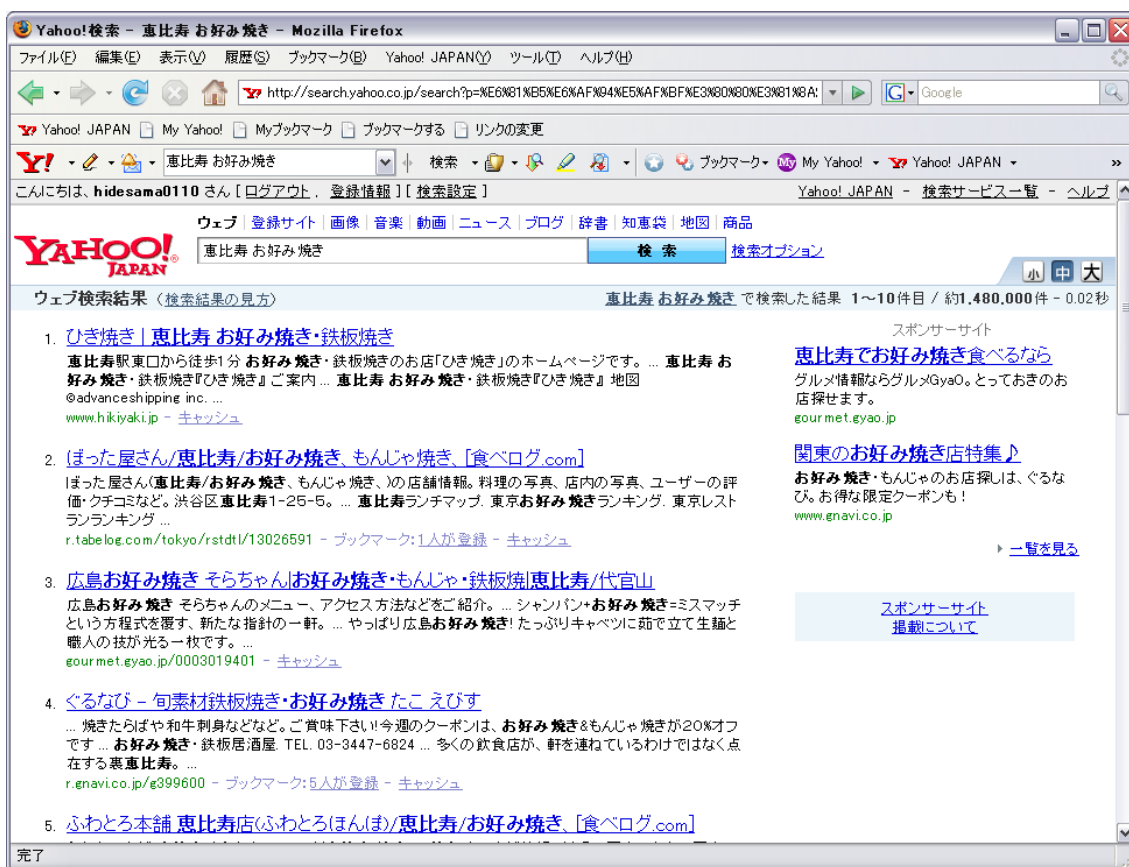 Yahoo!検索 - 恵比寿 お好み焼き - Mozilla Firefox
ファイル(F) 編集(E) 表示(V) 履歴(S) ブックマーク(B) Yahoo! JAPAN(Y) ツール(T) ヘルプ(H)
http://search.yahoo.co.jp/search?p=%E6%81%B5%E6%AF%94%E5%AF%BF%E3%80%80%E3%81%8A: Google
Yahoo! JAPAN My Yahoo! Myブックマーク ブックマークする リンクの変更
Y! 恵比寿 お好み焼き 検索 ブックマーク My Yahoo! Yahoo! JAPAN »
こんにちは、hidesama0110 さん [ ログアウト , 登録情報 ] [ 検索設定 ] Yahoo! JAPAN - 検索サービス一覧 - ヘルプ
ウェブ | 登録サイト | 画像 | 音楽 | 動画 | ニュース | ブログ | 辞書 | 知恵袋 | 地図 | 商品
YAHOO! JAPAN 恵比寿 お好み焼き 検 索 検索オプション
小 中 大
ウェブ検索結果 (検索結果の見方) 恵比寿 お好み焼き で検索した結果 1～10件目 / 約1,480,000件 - 0.02秒
1. ひき焼き | 恵比寿 お好み焼き・鉄板焼き
恵比寿駅東口から徒歩1分 お好み焼き・鉄板焼きのお店「ひき焼き」のホームページです。 ... 恵比寿 お
好み焼き・鉄板焼き『ひき焼き』 ご案内 ... 恵比寿 お好み焼き・鉄板焼き『ひき焼き』 地図
©advanceshipping inc. ...
www.hikiyaki.jp - キャッシュ
2. ぼった屋さん/恵比寿/お好み焼き、もんじゃ焼き、[食べログ.com]
ぼった屋さん(恵比寿/お好み焼き、もんじゃ焼き、)の店舗情報。料理の写真、店内の写真、ユーザーの評
価・クチコミなど。渋谷区恵比寿1-25-5。 ... 恵比寿ランチマップ. 東京お好み焼きランキング. 東京レスト
ランランキング ...
r.tabelog.com/tokyo/rstdtl/13026591 - ブックマーク:1人が登録 - キャッシュ
3. 広島お好み焼き そらちゃん|お好み焼き・もんじゃ・鉄板焼|恵比寿/代官山
広島お好み焼き そらちゃんのメニュー、アクセス方法などをご紹介。 ... シャンパン+お好み焼き=ミスマッチ
という方程式を覆す、新たな指針の一軒。 ... やっぱり広島お好み焼き! たっぷりキャベツに茹で立て生麺と
職人の技が光る一枚です。 ...
gourmet.gyao.jp/0003019401 - キャッシュ
4. ぐるなび - 旬素材鉄板焼き・お好み焼き たこ えびす
... 焼きたらばや和牛刺身などなど。ご賞味下さい!今週のクーポンは、お好み焼き&もんじゃ焼きが20%オフ
です ... お好み焼き・鉄板居酒屋. TEL. 03-3447-6824 ... 多くの飲食店が、軒を連ねているわけではなく点
在する裏恵比寿。 ...
r.gnavi.co.jp/g399600 - ブックマーク:5人が登録 - キャッシュ
5. ふわとろ本舗 恵比寿店(ふわとろほんぽ)/恵比寿/お好み焼き、[食べログ.com]
スポンサーサイト
恵比寿でお好み焼き食べるなら
グルメ情報ならグルメGyaO。とっておきのお
店探せます。
gourmet.gyao.jp
関東のお好み焼き店特集♪
お好み焼き・もんじゃのお店探しは、ぐるな
び。お得な限定クーポンも!
www.gnavi.co.jp
一覧を見る
スポンサーサイト
掲載について
完了